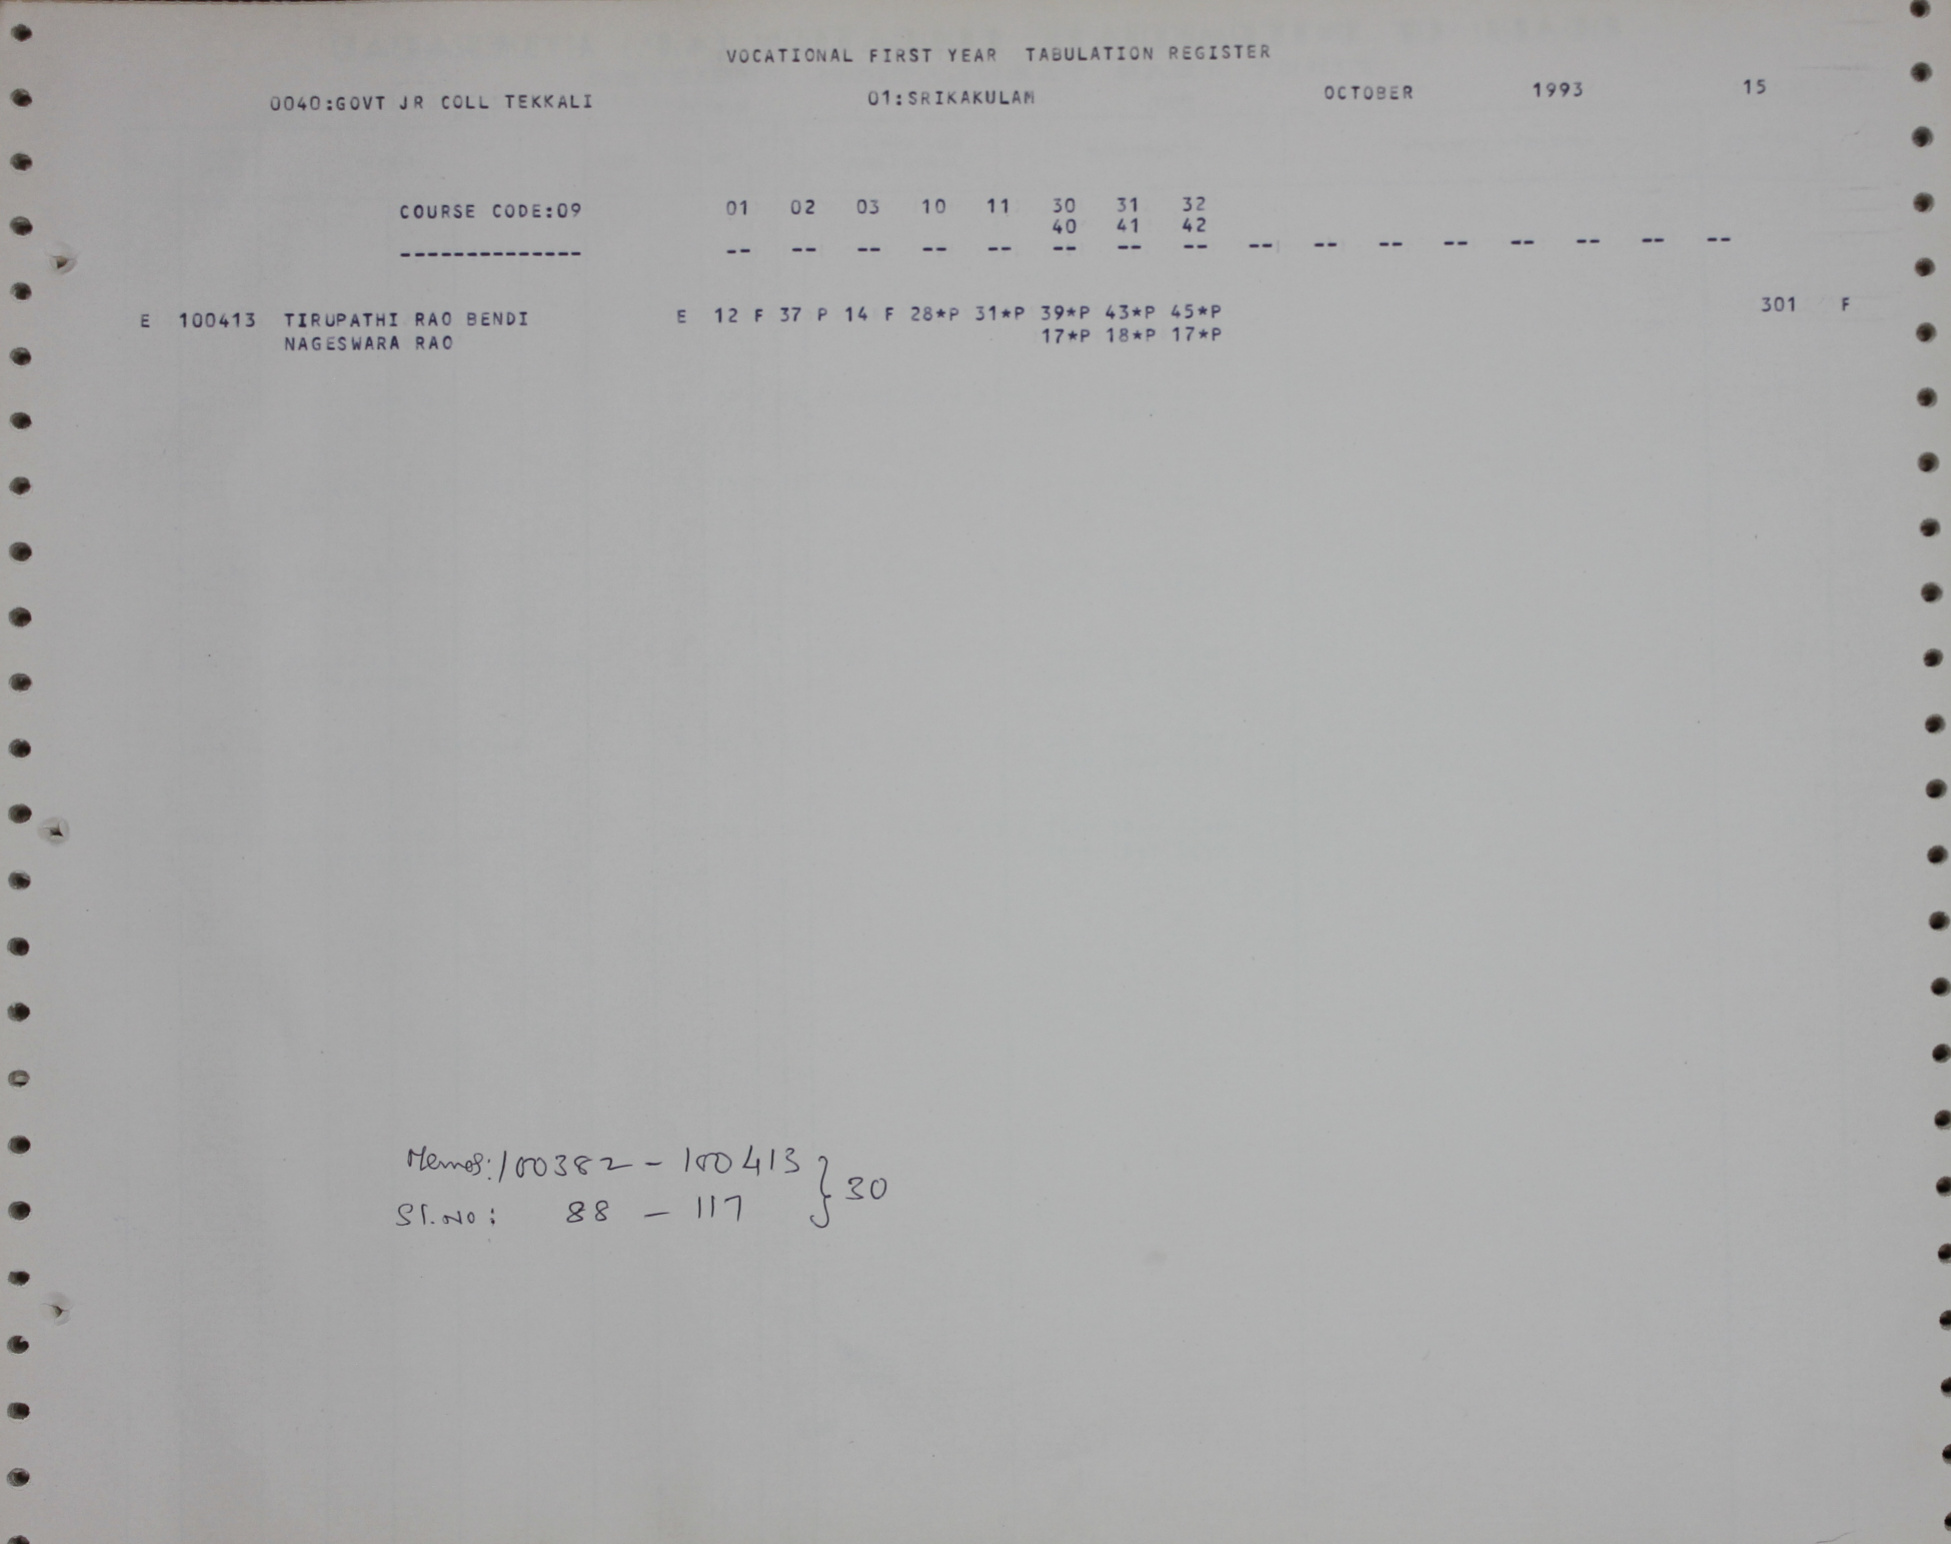 VOCATIONAL FIRST YEAR TABULATION REGISTER
0040:GOVT JR COLL TEKKALI 01:SRIKAKULAM OCTOBER 1993 15
COURSE CODE:09 01 02 03 10 11 30 31 32
40 41 42
-------------- -- -- -- -- -- -- -- -- -- -- -- -- -- -- -- --
E 100413 TIRUPATHI RAO BENDI E 12 F 37 P 14 F 28*P 31*P 39*P 43*P 45*P 301 F
NAGESWARA RAO 17*P 18*P 17*P
Memos: 100382 - 100413 } 30
Sl.No: 88 - 117